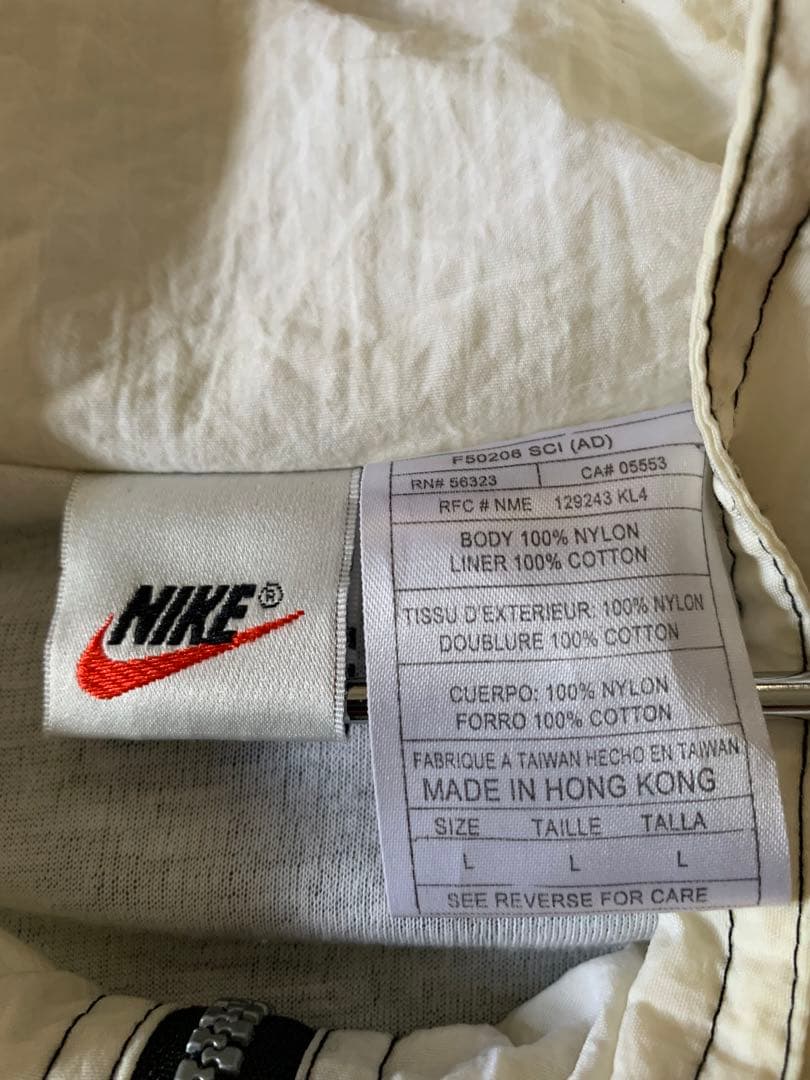 NIKE®
F50206 SCI (AD)
RN# 56323 CA# 05553
RFC # NME 129243 KL4
BODY 100% NYLON
LINER 100% COTTON
TISSU D'EXTERIEUR: 100% NYLON
DOUBLURE 100% COTTON
CUERPO: 100% NYLON
FORRO 100% COTTON
FABRIQUE A TAIWAN HECHO EN TAIWAN
MADE IN HONG KONG
SIZE TAILLE TALLA
L L L
SEE REVERSE FOR CARE